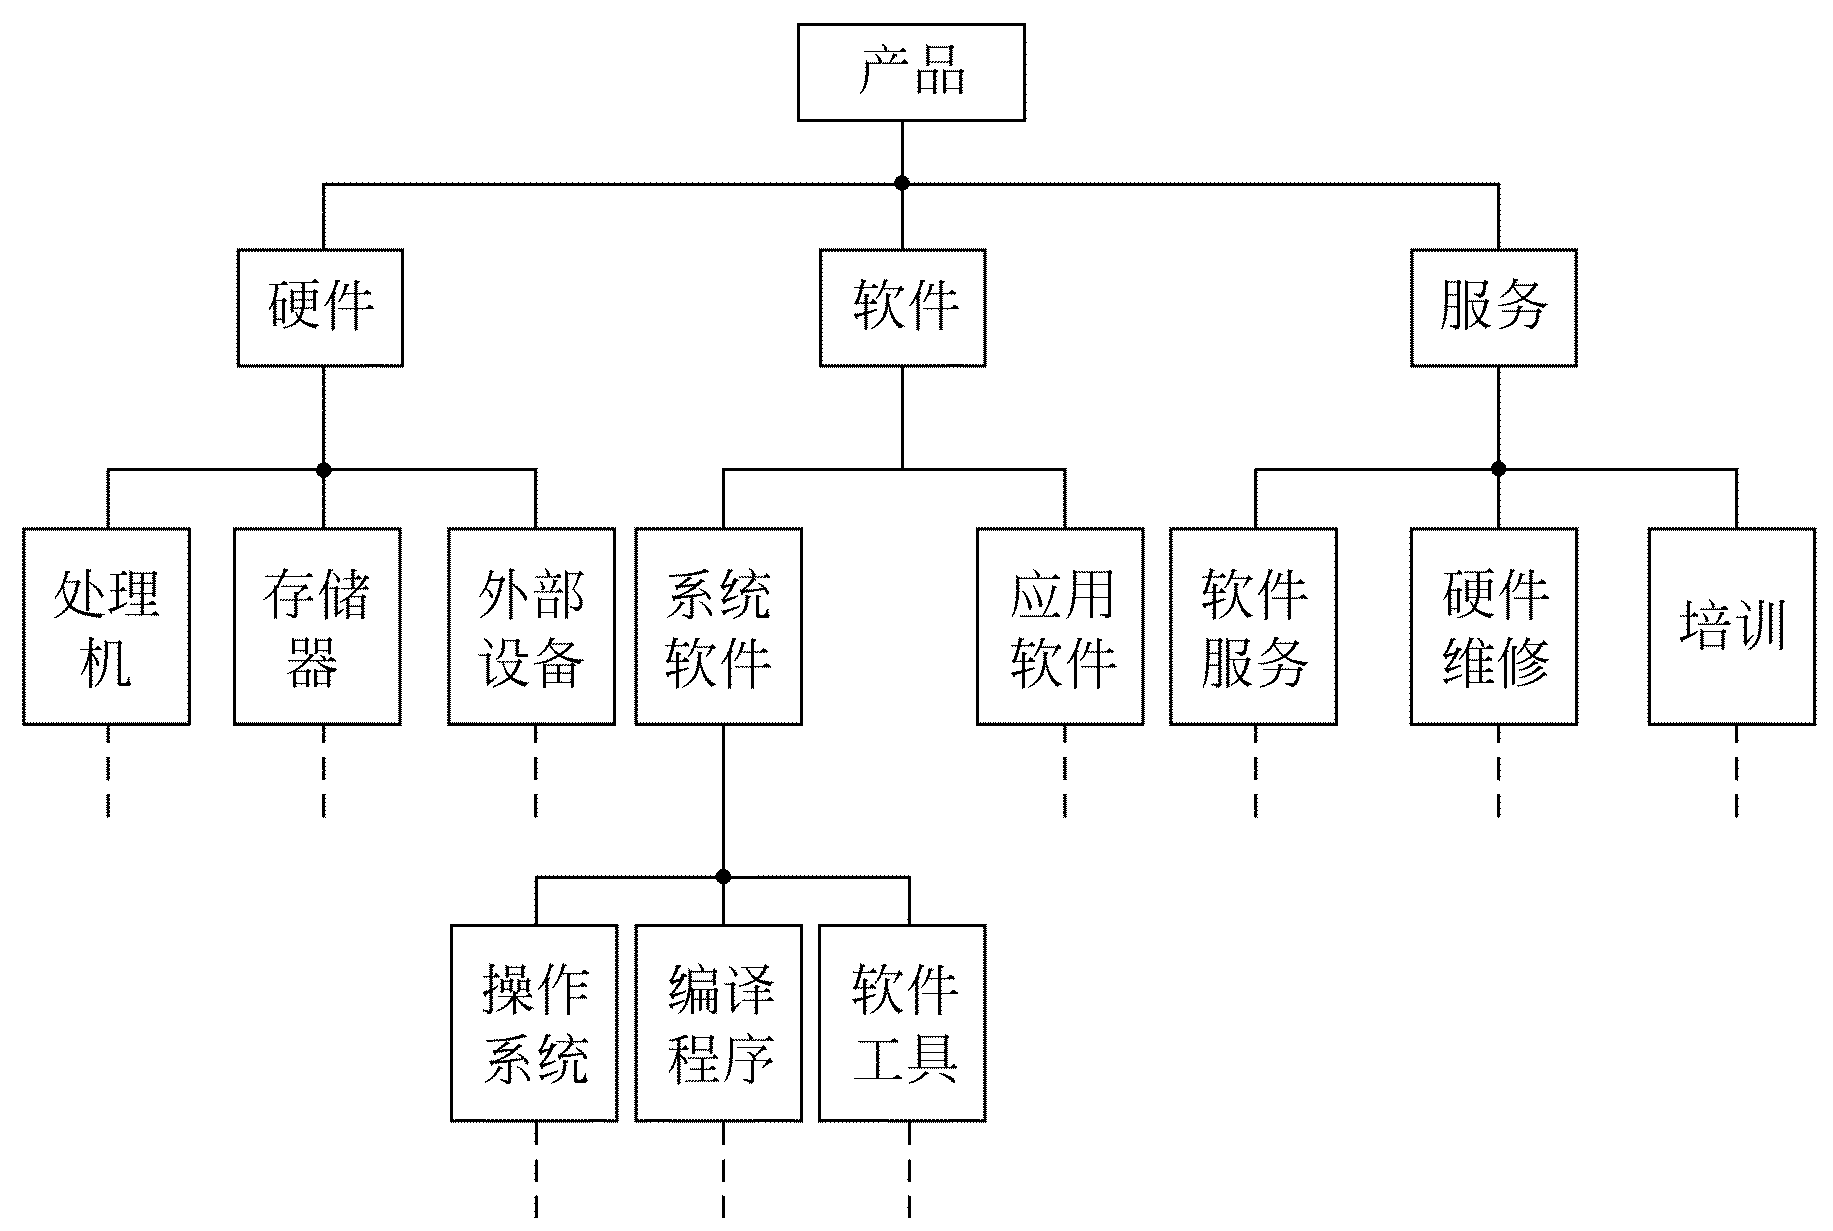 产品
硬件
软件
服务
处理
机
存储
器
外部
设备
系统
软件
应用
软件
软件
服务
硬件
维修
培训
操作
系统
编译
程序
软件
工具